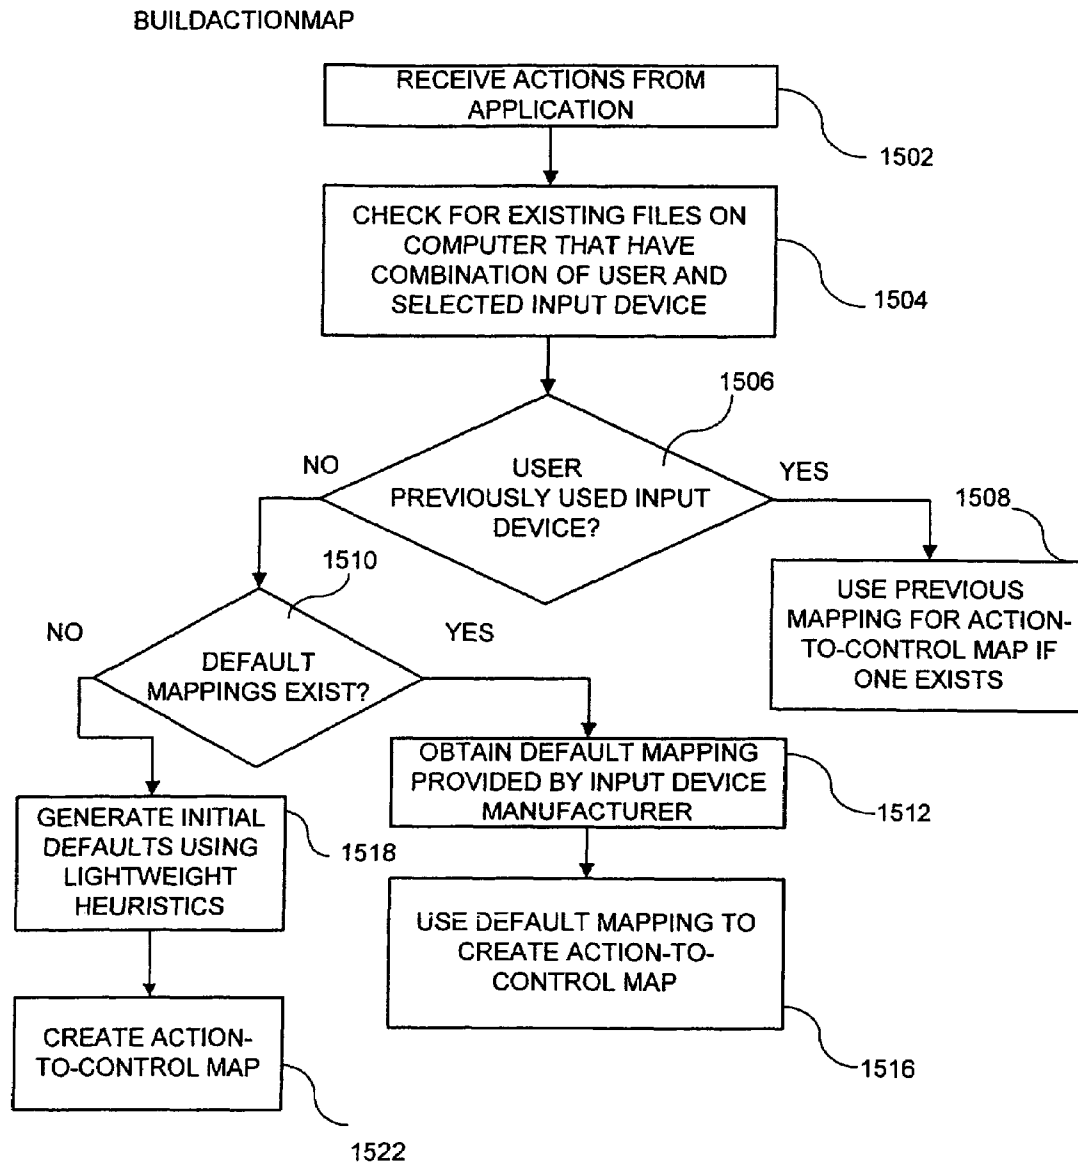 BUILDACTIONMAP
RECEIVE ACTIONS FROM
APPLICATION
1502
CHECK FOR EXISTING FILES ON
COMPUTER THAT HAVE
COMBINATION OF USER AND
SELECTED INPUT DEVICE
1504
1506
NO
USER
PREVIOUSLY USED INPUT
DEVICE?
YES
1508
USE PREVIOUS
MAPPING FOR ACTION-
TO-CONTROL MAP IF
ONE EXISTS
1510
NO
YES
DEFAULT
MAPPINGS EXIST?
OBTAIN DEFAULT MAPPING
PROVIDED BY INPUT DEVICE
MANUFACTURER
1512
GENERATE INITIAL
DEFAULTS USING
LIGHTWEIGHT
HEURISTICS
1518
USE DEFAULT MAPPING TO
CREATE ACTION-TO-
CONTROL MAP
1516
CREATE ACTION-
TO-CONTROL MAP
1522